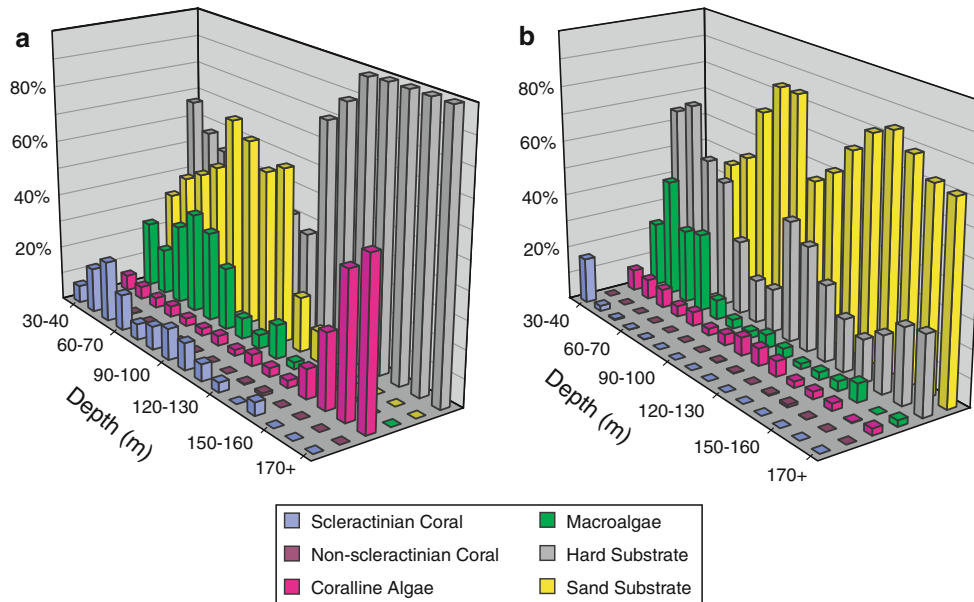 a
80%
60%
40%
20%
30-40
60-70
90-100
120-130
150-160
170+
Depth (m)
b
80%
60%
40%
20%
30-40
60-70
90-100
120-130
150-160
170+
Depth (m)
Scleractinian Coral
Non-scleractinian Coral
Coralline Algae
Macroalgae
Hard Substrate
Sand Substrate